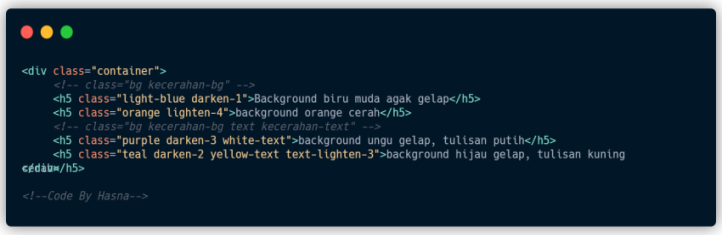 <div class="container">
<!-- class="bg kecerahan-bg" -->
<h5 class="light-blue darken-1">Background biru muda agak gelap</h5>
<h5 class="orange lighten-4">background orange cerah</h5>
<!-- class="bg kecerahan-bg text kecerahan-text" -->
<h5 class="purple darken-3 white-text">background ungu gelap, tulisan putih</h5>
<h5 class="teal darken-2 yellow-text text-lighten-3">background hijau gelap, tulisan kuning
</h5>
<!--Code By Hasna-->